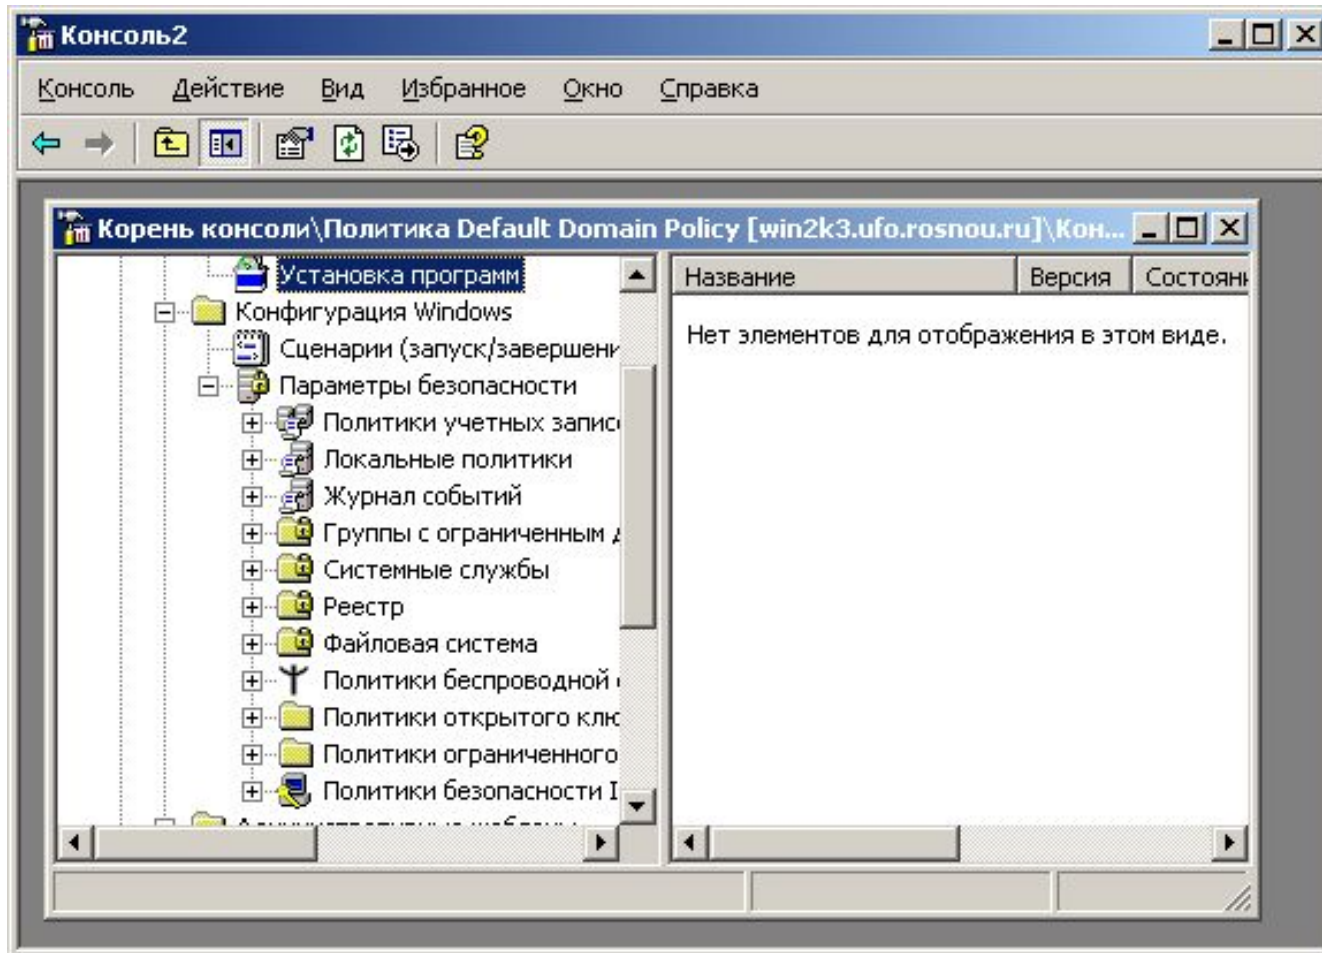 Консоль2
Консоль Действие Вид Избранное Окно Справка
Корень консоли\Политика Default Domain Policy [win2k3.ufo.rosnou.ru]\Кон...
Установка программ
Конфигурация Windows
Сценарии (запуск/завершени
Параметры безопасности
Политики учетных записе
Локальные политики
Журнал событий
Группы с ограниченным д
Системные службы
Реестр
Файловая система
Политики беспроводной с
Политики открытого клю
Политики ограниченного
Политики безопасности I
Название Версия Состояни
Нет элементов для отображения в этом виде.